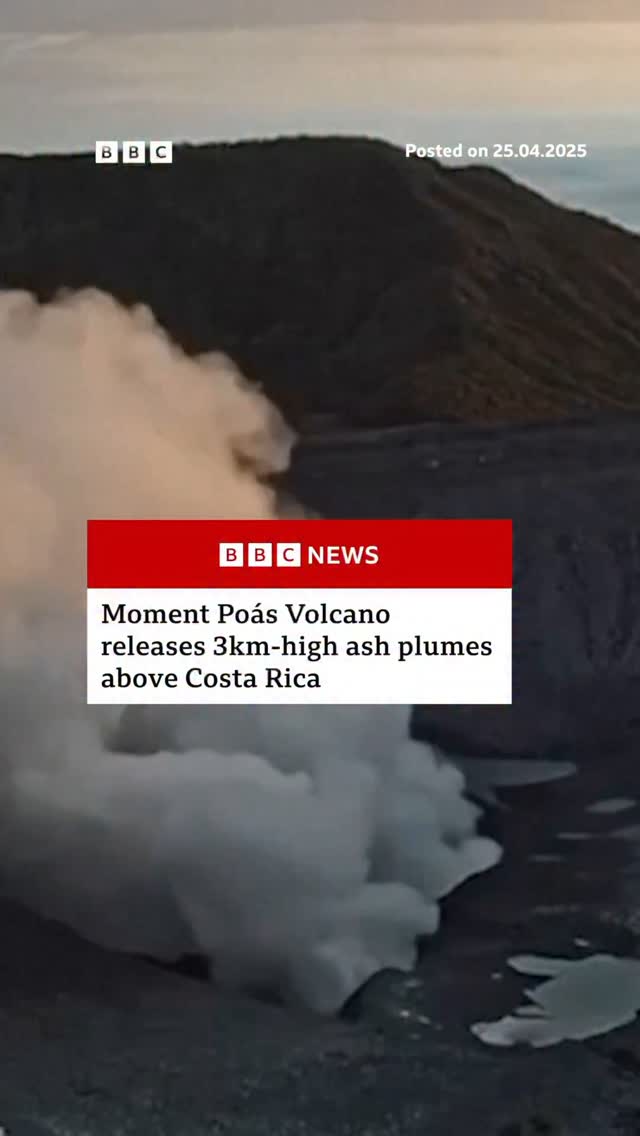 BBC
Posted on 25.04.2025
BBC NEWS
Moment Poás Volcano
releases 3km-high ash plumes
above Costa Rica